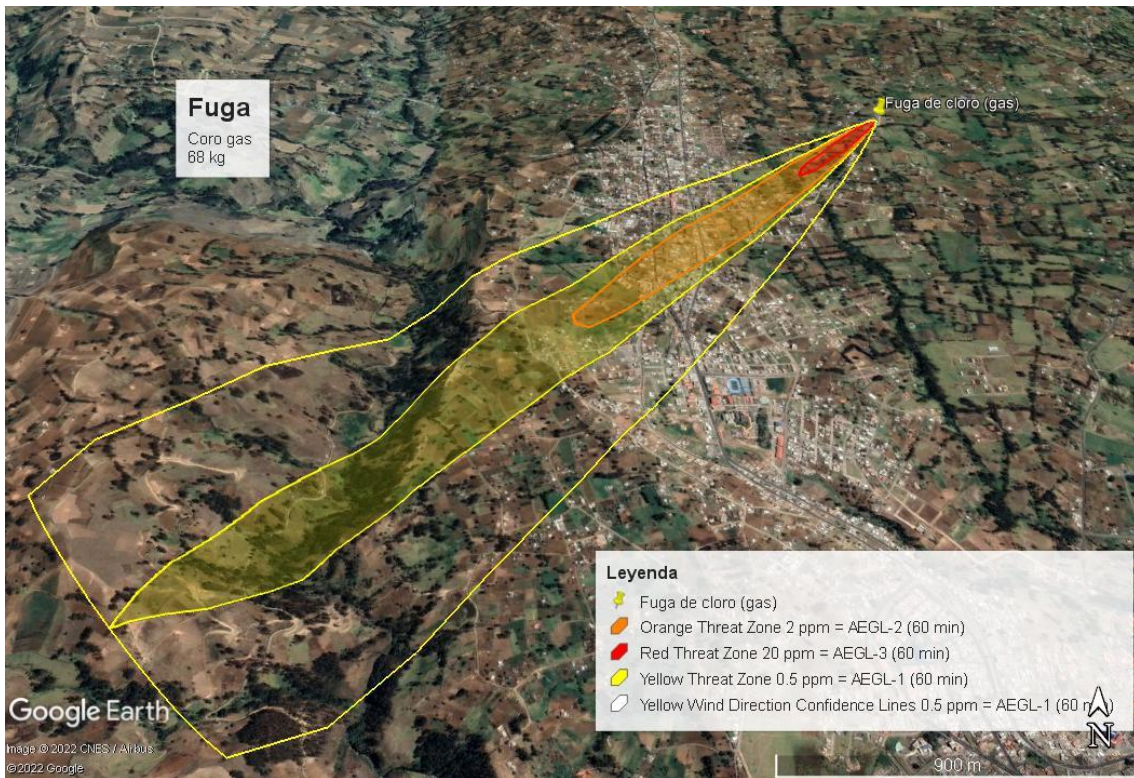 Fuga
Coro gas
68 kg
Fuga de cloro (gas)
Leyenda
Fuga de cloro (gas)
Orange Threat Zone 2 ppm = AEGL-2 (60 min)
Red Threat Zone 20 ppm = AEGL-3 (60 min)
Yellow Threat Zone 0.5 ppm = AEGL-1 (60 min)
Yellow Wind Direction Confidence Lines 0.5 ppm = AEGL-1 (60 min)
N
Google Earth
Image © 2022 CNES / Airbus
©2022 Google
900 m